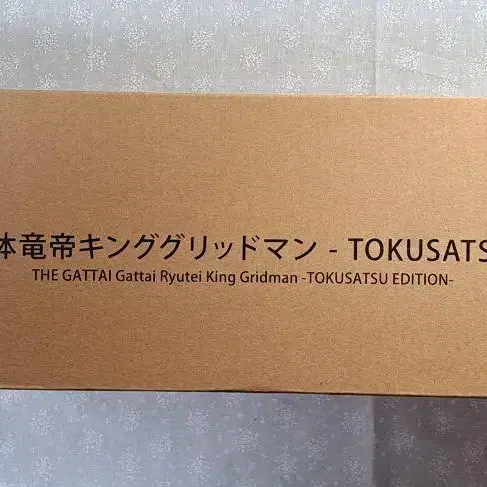 体竜帝キンググリッドマン - TOKUSATS
THE GATTAI Gattai Ryutei King Gridman -TOKUSATSU EDITION-